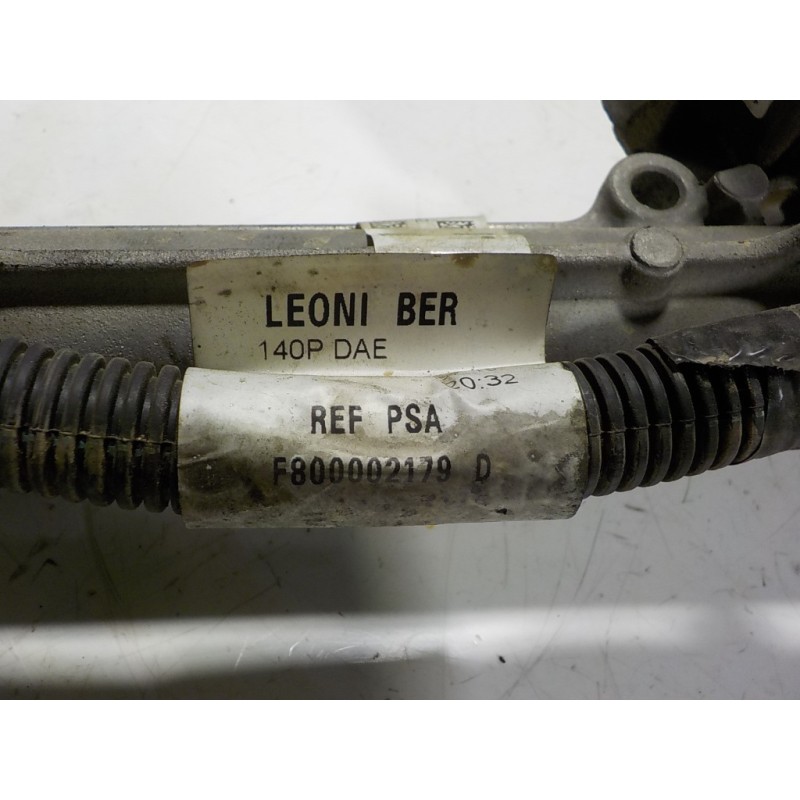 LEONI BER
140P DAE
20:32
REF PSA
F800002179 D